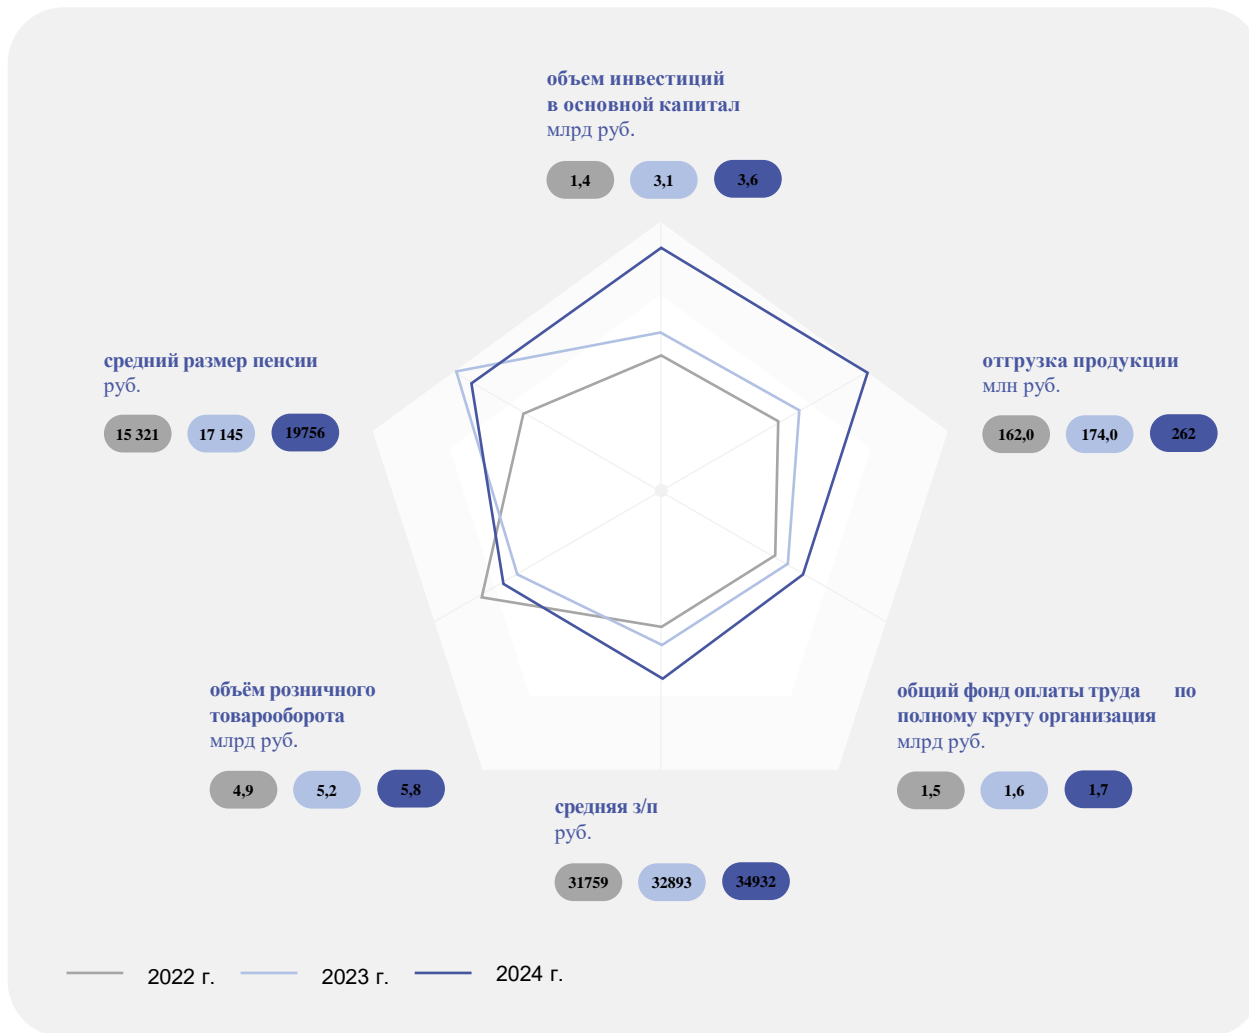 объем инвестиций
в основной капитал
млрд руб.
1,4 3,1 3,6
средний размер пенсии
руб.
15 321 17 145 19756
отгрузка продукции
млн руб.
162,0 174,0 262
объём розничного
товарооборота
млрд руб.
4,9 5,2 5,8
общий фонд оплаты труда по
полному кругу организация
млрд руб.
1,5 1,6 1,7
средняя з/п
руб.
31759 32893 34932
2022 г. 2023 г. 2024 г.